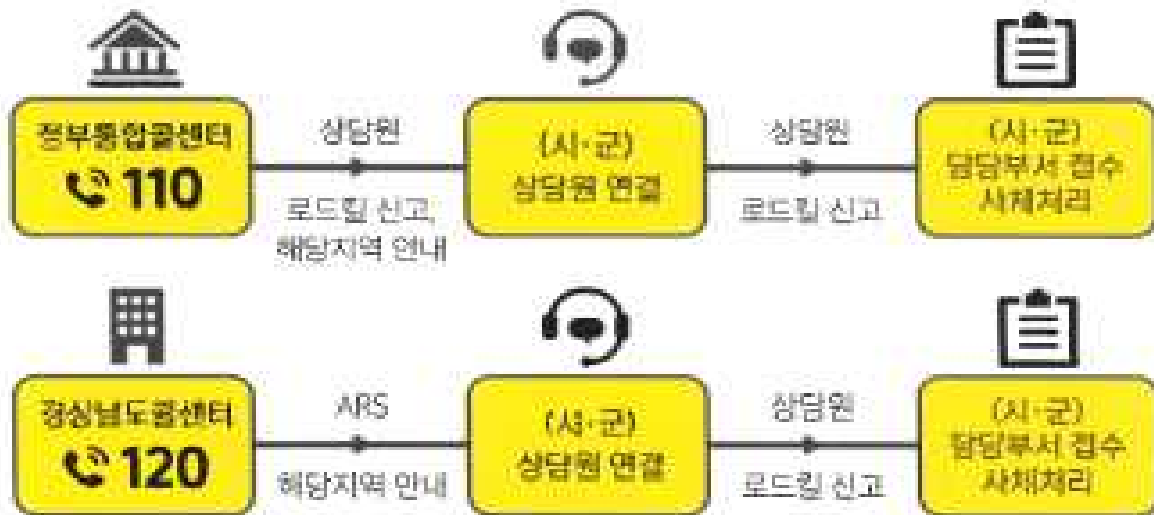 정부통합콜센터
110
상담원
로드킬 신고,
해당지역 안내
(시·군)
상담원 연결
상담원
로드킬 신고
(시·군)
담당부서 접수
사체처리
경상남도콜센터
120
ARS
해당지역 안내
(시·군)
상담원 연결
상담원
로드킬 신고
(시·군)
담당부서 접수
사체처리